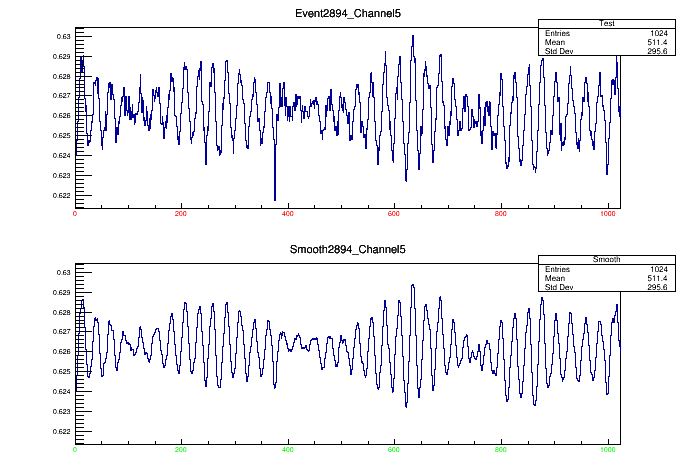 Event2894_Channel5
Test
Entries 1024
Mean 511.4
Std Dev 295.6
0.63
0.629
0.628
0.627
0.626
0.625
0.624
0.623
0.622
0 200 400 600 800 1000
Smooth2894_Channel5
Smooth
Entries 1024
Mean 511.4
Std Dev 295.6
0.63
0.629
0.628
0.627
0.626
0.625
0.624
0.623
0.622
0 200 400 600 800 1000